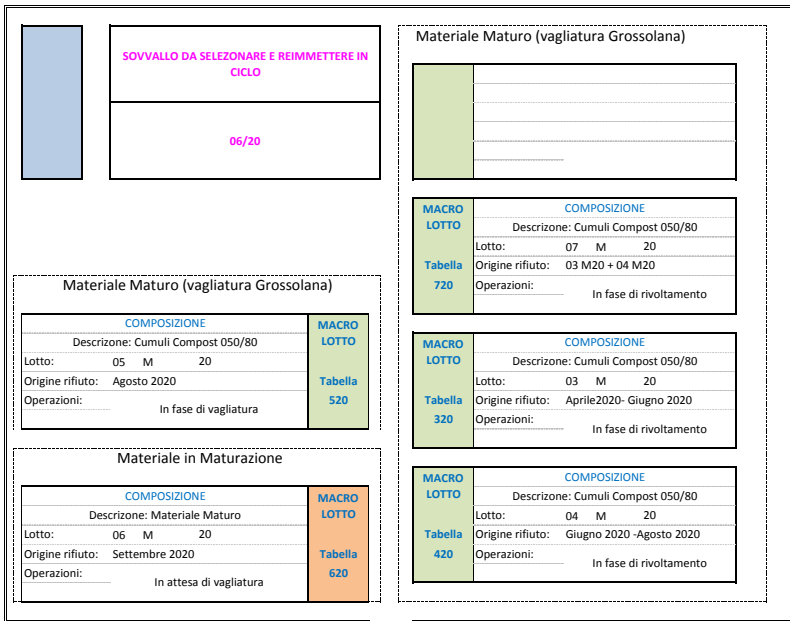 SOVVALLO DA SELEZONARE E REIMMETTERE IN
CICLO
06/20
Materiale Maturo (vagliatura Grossolana)
COMPOSIZIONE
Descrizone: Cumuli Compost 050/80
Lotto: 05 M 20
Origine rifiuto: Agosto 2020
Operazioni:
In fase di vagliatura
MACRO
LOTTO
Tabella
520
Materiale in Maturazione
COMPOSIZIONE
Descrizone: Materiale Maturo
Lotto: 06 M 20
Origine rifiuto: Settembre 2020
Operazioni:
In attesa di vagliatura
MACRO
LOTTO
Tabella
620
Materiale Maturo (vagliatura Grossolana)
MACRO
LOTTO
Tabella
720
COMPOSIZIONE
Descrizone: Cumuli Compost 050/80
Lotto: 07 M 20
Origine rifiuto: 03 M20 + 04 M20
Operazioni:
In fase di rivoltamento
MACRO
LOTTO
Tabella
320
COMPOSIZIONE
Descrizone: Cumuli Compost 050/80
Lotto: 03 M 20
Origine rifiuto: Aprile2020- Giugno 2020
Operazioni:
In fase di rivoltamento
MACRO
LOTTO
Tabella
420
COMPOSIZIONE
Descrizone: Cumuli Compost 050/80
Lotto: 04 M 20
Origine rifiuto: Giugno 2020 -Agosto 2020
Operazioni:
In fase di rivoltamento